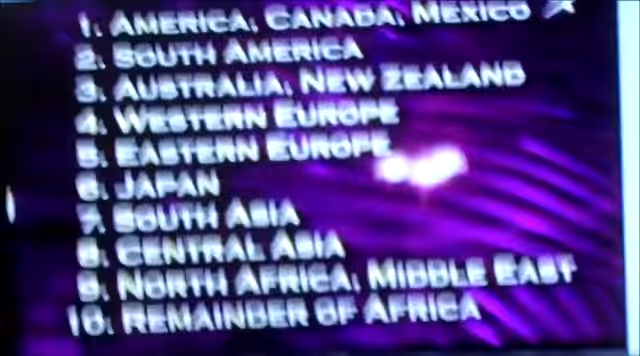 1. AMERICA, CANADA, MEXICO
2. SOUTH AMERICA
3. AUSTRALIA, NEW ZEALAND
4. WESTERN EUROPE
5. EASTERN EUROPE
6. JAPAN
7. SOUTH ASIA
8. CENTRAL ASIA
9. NORTH AFRICA, MIDDLE EAST
10. REMAINDER OF AFRICA